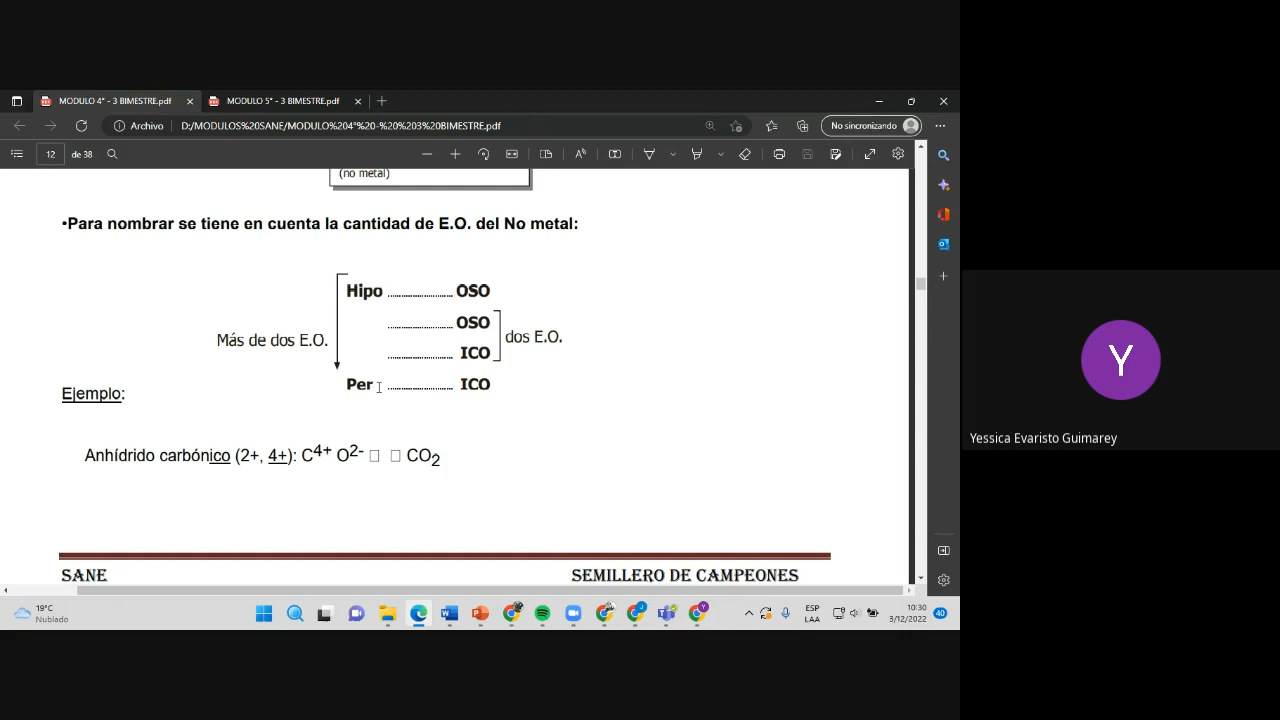 MODULO 4° - 3 BIMESTRE.pdf
MODULO 5° - 3 BIMESTRE.pdf
Archivo D:/MODULOS%20SANE/MODULO%204°%20-%20%203%20BIMESTRE.pdf
No sincronizando
12 de 38
(no metal)
•Para nombrar se tiene en cuenta la cantidad de E.O. del No metal:
Hipo ........................ OSO
........................ OSO
Más de dos E.O.
dos E.O.
........................ ICO
Per ........................ ICO
Ejemplo:
Anhídrido carbónico (2+, 4+): C4+ O2- □ □ CO2
SANE SEMILLERO DE CAMPEONES
Y
Yessica Evaristo Guimarey
19°C
Nublado
ESP
LAA
10:30
3/12/2022
40